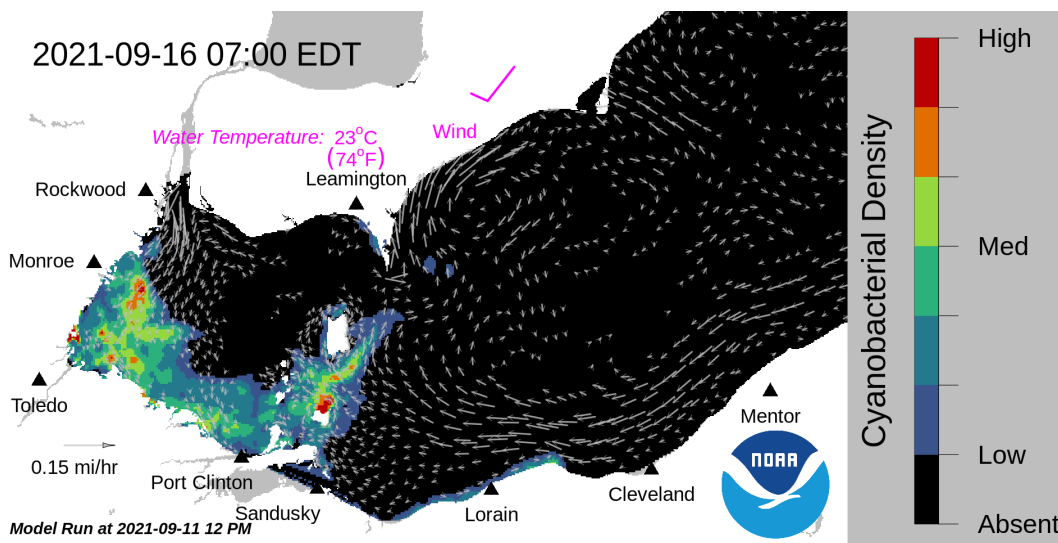 2021-09-16 07:00 EDT
High
Wind
Water Temperature: 23°C
(74°F)
Leamington
Rockwood
Cyanobacterial Density
Med
Monroe
Toledo
Mentor
0.15 mi/hr
NOAA
Low
Port Clinton
Cleveland
Sandusky
Lorain
Model Run at 2021-09-11 12 PM
Absent